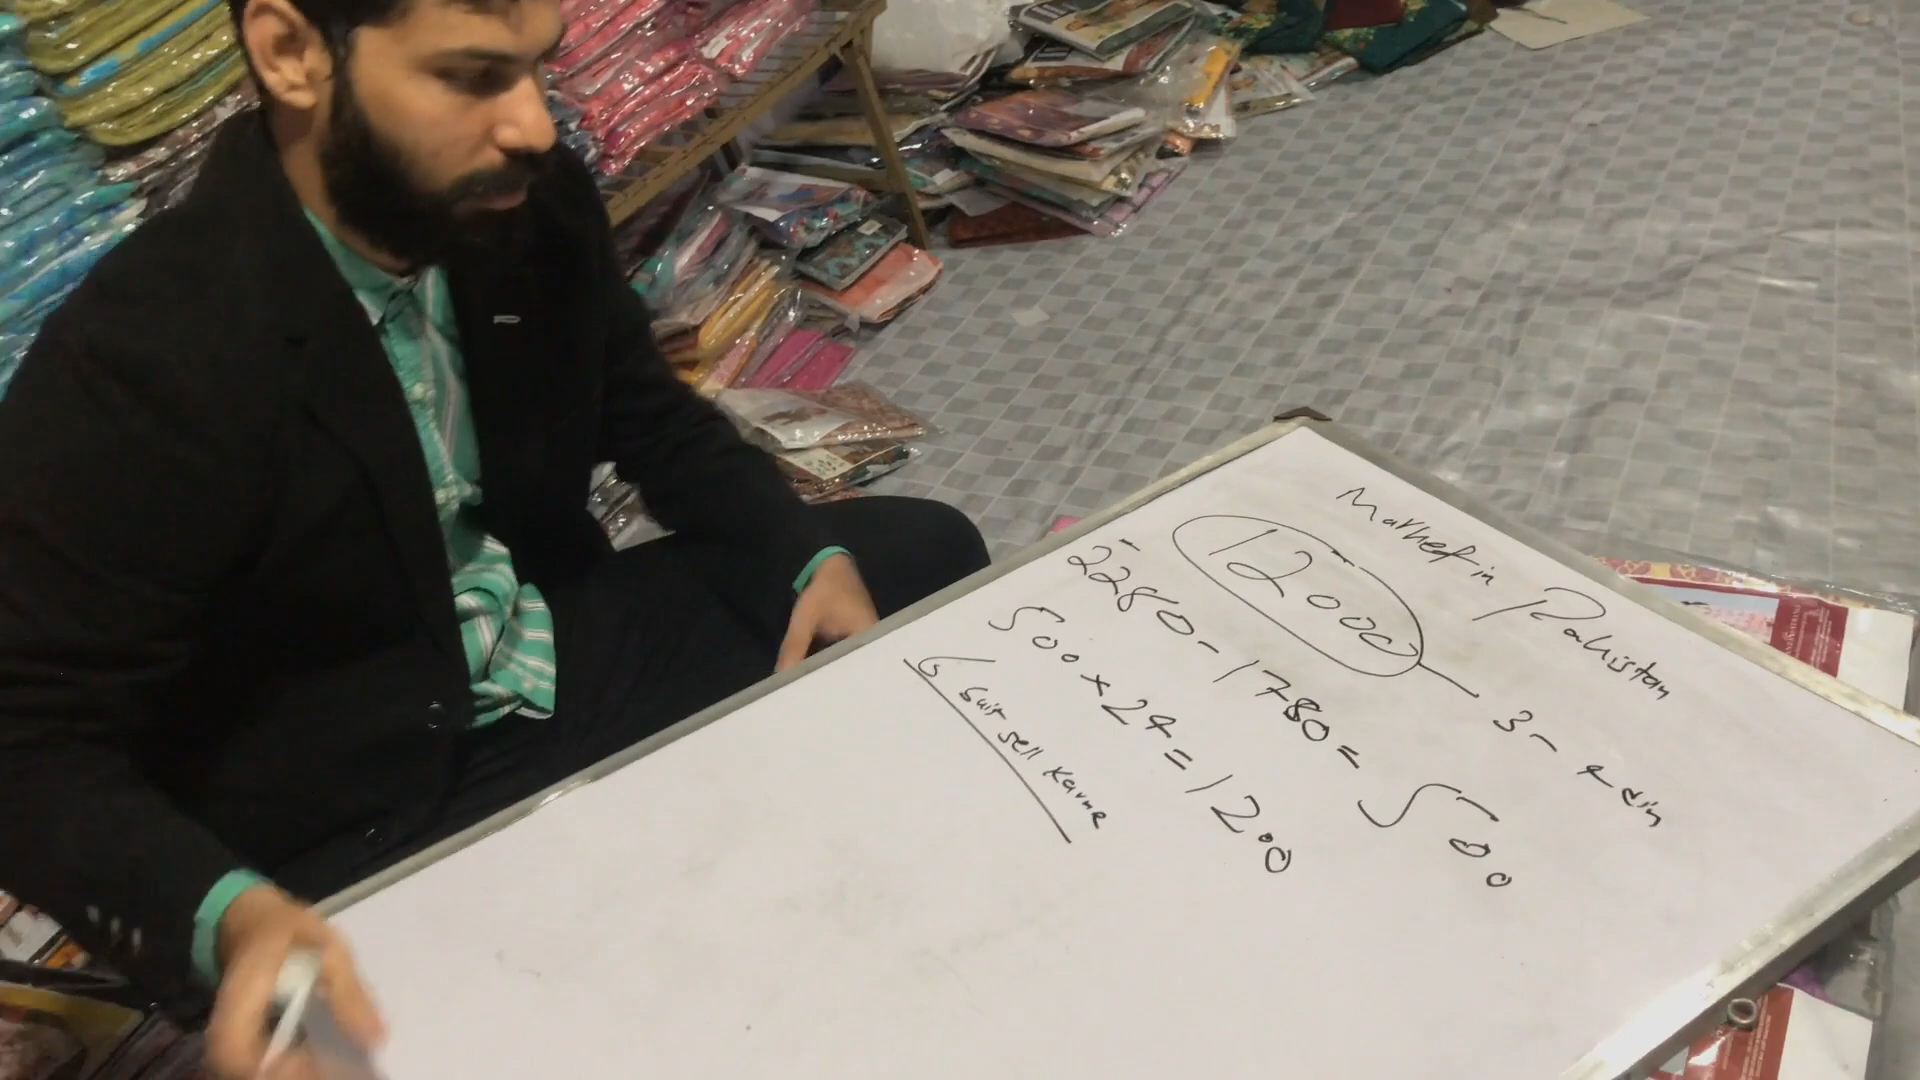 Market in Pakistan
12000 - 3 - 4 din
2280 - 1780 = 500
500 x 24 = 1200
6 suit sell karne